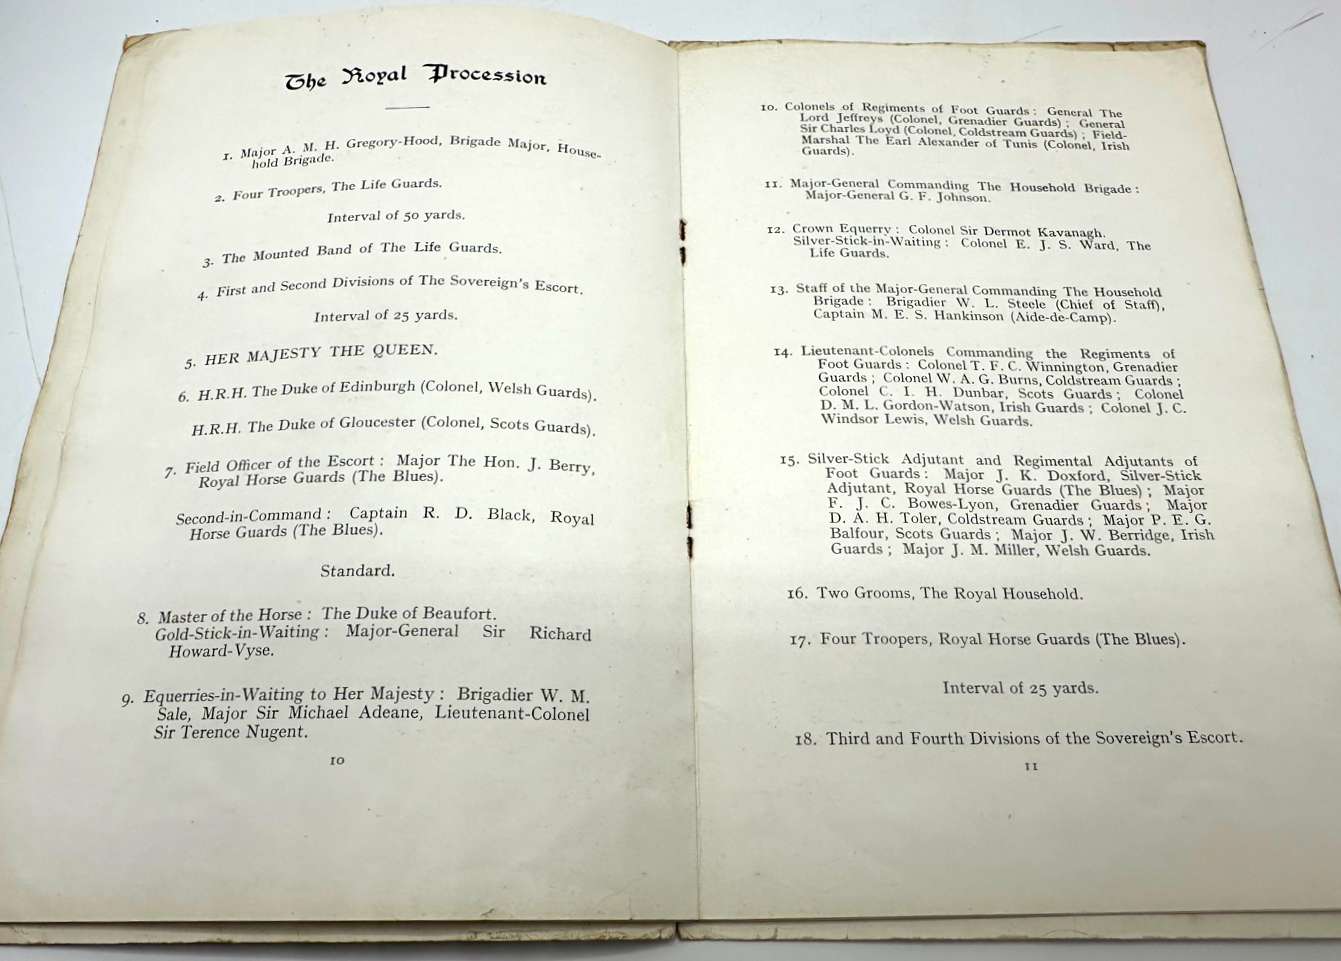 The Royal Procession
1. Major A. M. H. Gregory-Hood, Brigade Major, House-
hold Brigade.
2. Four Troopers, The Life Guards.
Interval of 50 yards.
3. The Mounted Band of The Life Guards.
4. First and Second Divisions of The Sovereign's Escort.
Interval of 25 yards.
5. HER MAJESTY THE QUEEN.
6. H.R.H. The Duke of Edinburgh (Colonel, Welsh Guards).
H.R.H. The Duke of Gloucester (Colonel, Scots Guards).
7. Field Officer of the Escort : Major The Hon. J. Berry,
Royal Horse Guards (The Blues).
Second-in-Command : Captain R. D. Black, Royal
Horse Guards (The Blues).
Standard.
8. Master of the Horse : The Duke of Beaufort.
Gold-Stick-in-Waiting : Major-General Sir Richard
Howard-Vyse.
9. Equerries-in-Waiting to Her Majesty : Brigadier W. M.
Sale, Major Sir Michael Adeane, Lieutenant-Colonel
Sir Terence Nugent.
10
10. Colonels of Regiments of Foot Guards : General The
Lord Jeffreys (Colonel, Grenadier Guards) ; General
Sir Charles Loyd (Colonel, Coldstream Guards) ; Field-
Marshal The Earl Alexander of Tunis (Colonel, Irish
Guards).
11. Major-General Commanding The Household Brigade :
Major-General G. F. Johnson.
12. Crown Equerry : Colonel Sir Dermot Kavanagh.
Silver-Stick-in-Waiting : Colonel E. J. S. Ward, The
Life Guards.
13. Staff of the Major-General Commanding The Household
Brigade : Brigadier W. L. Steele (Chief of Staff),
Captain M. E. S. Hankinson (Aide-de-Camp).
14. Lieutenant-Colonels Commanding the Regiments of
Foot Guards : Colonel T. F. C. Winnington, Grenadier
Guards ; Colonel W. A. G. Burns, Coldstream Guards ;
Colonel C. I. H. Dunbar, Scots Guards ; Colonel
D. M. L. Gordon-Watson, Irish Guards ; Colonel J. C.
Windsor Lewis, Welsh Guards.
15. Silver-Stick Adjutant and Regimental Adjutants of
Foot Guards : Major J. K. Doxford, Silver-Stick
Adjutant, Royal Horse Guards (The Blues) ; Major
F. J. C. Bowes-Lyon, Grenadier Guards ; Major
D. A. H. Toler, Coldstream Guards ; Major P. E. G.
Balfour, Scots Guards ; Major J. W. Berridge, Irish
Guards ; Major J. M. Miller, Welsh Guards.
16. Two Grooms, The Royal Household.
17. Four Troopers, Royal Horse Guards (The Blues).
Interval of 25 yards.
18. Third and Fourth Divisions of the Sovereign's Escort.
11